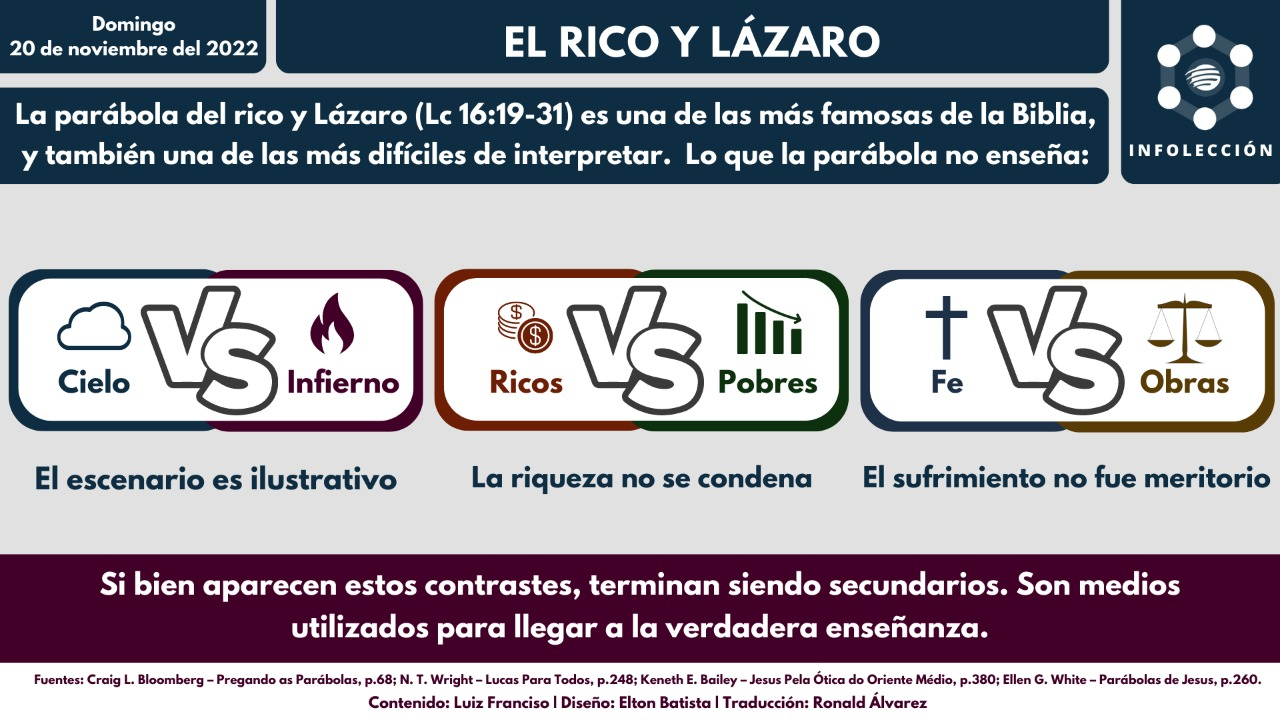 Domingo
20 de noviembre del 2022
EL RICO Y LÁZARO
INFOLECCIÓN
La parábola del rico y Lázaro (Lc 16:19-31) es una de las más famosas de la Biblia,
y también una de las más difíciles de interpretar. Lo que la parábola no enseña:
Cielo VS Infierno
Ricos VS Pobres
Fe VS Obras
El escenario es ilustrativo
La riqueza no se condena
El sufrimiento no fue meritorio
Si bien aparecen estos contrastes, terminan siendo secundarios. Son medios
utilizados para llegar a la verdadera enseñanza.
Fuentes: Craig L. Bloomberg – Pregando as Parábolas, p.68; N. T. Wright – Lucas Para Todos, p.248; Keneth E. Bailey – Jesus Pela Ótica do Oriente Médio, p.380; Ellen G. White – Parábolas de Jesus, p.260.
Contenido: Luiz Franciso | Diseño: Elton Batista | Traducción: Ronald Álvarez